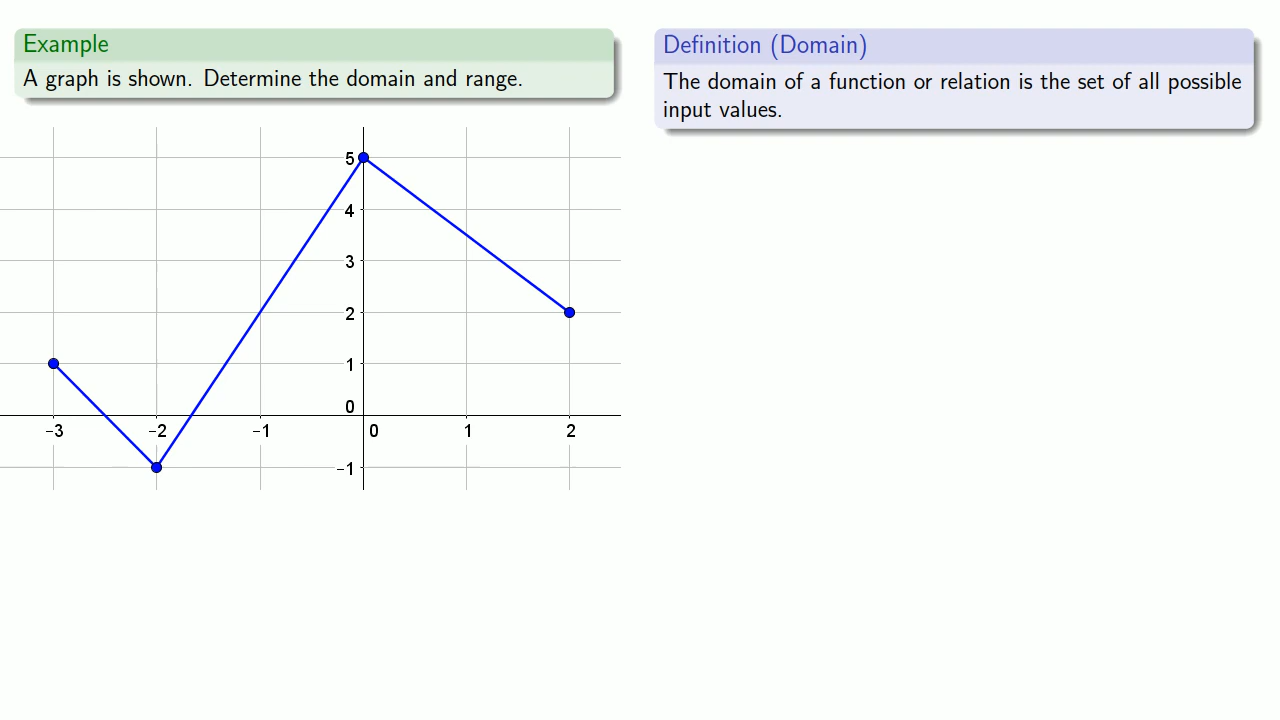 Example
A graph is shown. Determine the domain and range.
Definition (Domain)
The domain of a function or relation is the set of all possible
input values.
5
4
3
2
1
0
−3 −2 −1 0 1 2
−1